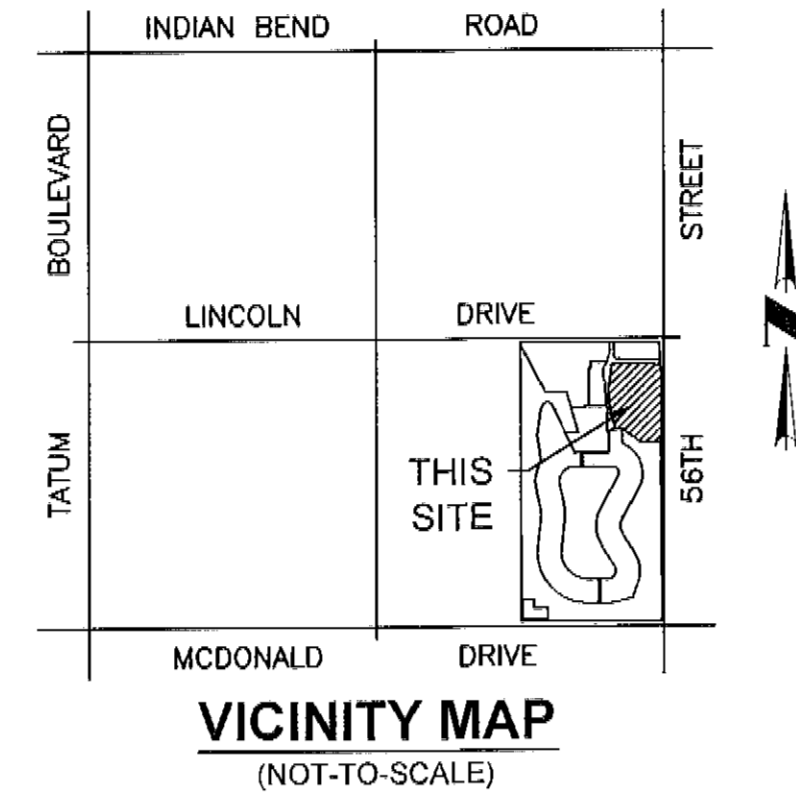 INDIAN BEND ROAD
BOULEVARD
STREET
LINCOLN DRIVE
TATUM
THIS
SITE
56TH
MCDONALD DRIVE
VICINITY MAP
(NOT-TO-SCALE)